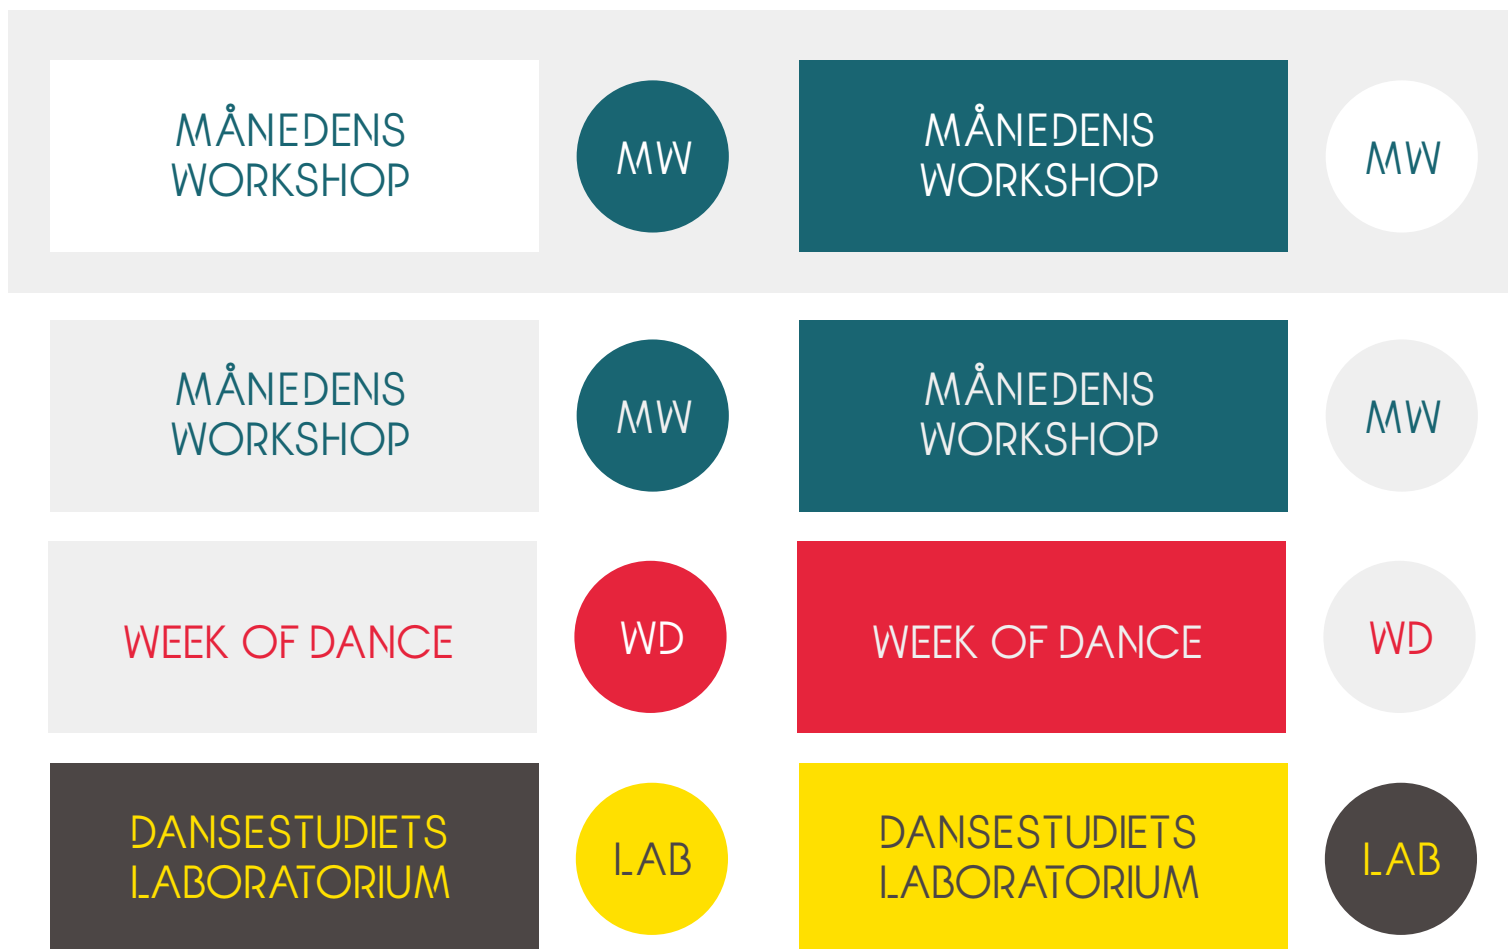 MÅNEDENS
WORKSHOP
MW
MÅNEDENS
WORKSHOP
MW
MÅNEDENS
WORKSHOP
MW
MÅNEDENS
WORKSHOP
MW
WEEK OF DANCE
WD
WEEK OF DANCE
WD
DANSESTUDIETS
LABORATORIUM
LAB
DANSESTUDIETS
LABORATORIUM
LAB